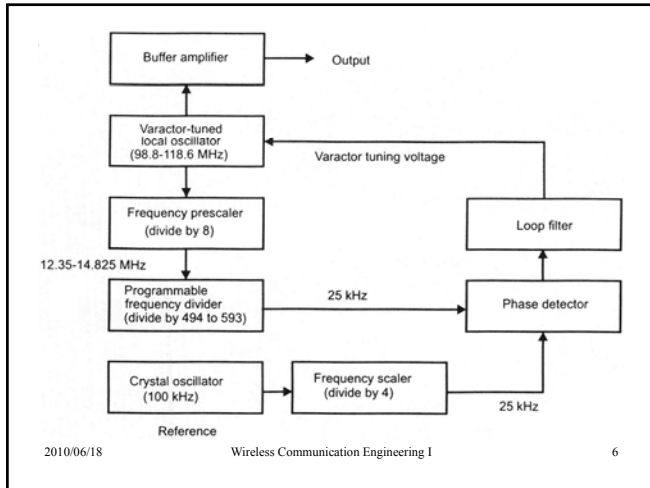 Buffer amplifier
Output
Varactor-tuned
local oscillator
(98.8-118.6 MHz)
Varactor tuning voltage
Frequency prescaler
(divide by 8)
Loop filter
12.35-14.825 MHz
Programmable
frequency divider
(divide by 494 to 593)
25 kHz
Phase detector
Crystal oscillator
(100 kHz)
Frequency scaler
(divide by 4)
25 kHz
Reference
2010/06/18
Wireless Communication Engineering I
6